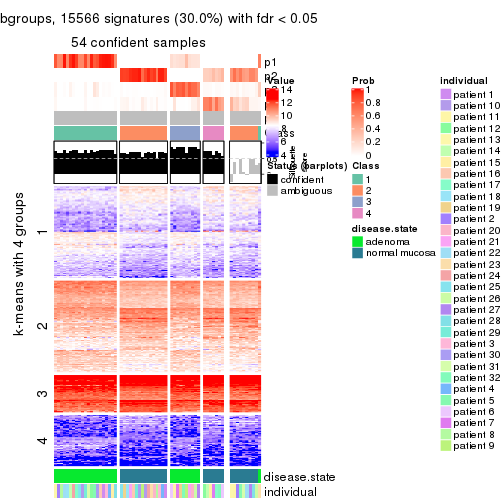 bgroups, 15566 signatures (30.0%) with fdr < 0.05
54 confident samples
p1
p2
Value
14
12
10
8
6
4
Prob
1
0.8
0.6
0.4
0.2
0
individual
patient 1
patient 10
patient 11
patient 12
patient 13
patient 14
patient 15
patient 16
patient 17
patient 18
patient 19
patient 2
patient 20
patient 21
patient 22
patient 23
patient 24
patient 25
patient 26
patient 27
patient 28
patient 29
patient 3
patient 30
patient 31
patient 32
patient 4
patient 5
patient 6
patient 7
patient 8
patient 9
Status (barplots)
confident
ambiguous
Class
1
2
3
4
Silhouette
score
disease.state
adenoma
normal mucosa
k-means with 4 groups
1
2
3
4
disease.state
individual